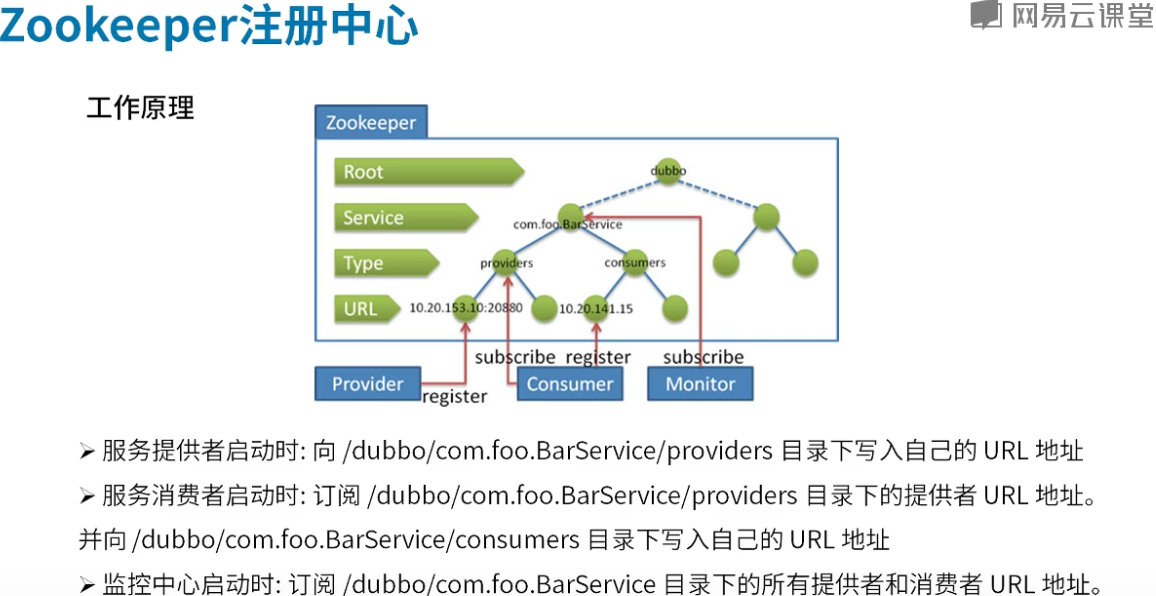 Zookeeper注册中心
网易云课堂
工作原理
Zookeeper
Root
dubbo
Service
com.foo.BarService
Type
providers
consumers
URL
10.20.153.10:20880
10.20.141.15
subscribe
register
subscribe
Provider
Consumer
Monitor
register
➢ 服务提供者启动时: 向 /dubbo/com.foo.BarService/providers 目录下写入自己的 URL 地址
➢ 服务消费者启动时: 订阅 /dubbo/com.foo.BarService/providers 目录下的提供者 URL 地址。
并向 /dubbo/com.foo.BarService/consumers 目录下写入自己的 URL 地址
➢ 监控中心启动时: 订阅 /dubbo/com.foo.BarService 目录下的所有提供者和消费者 URL 地址。